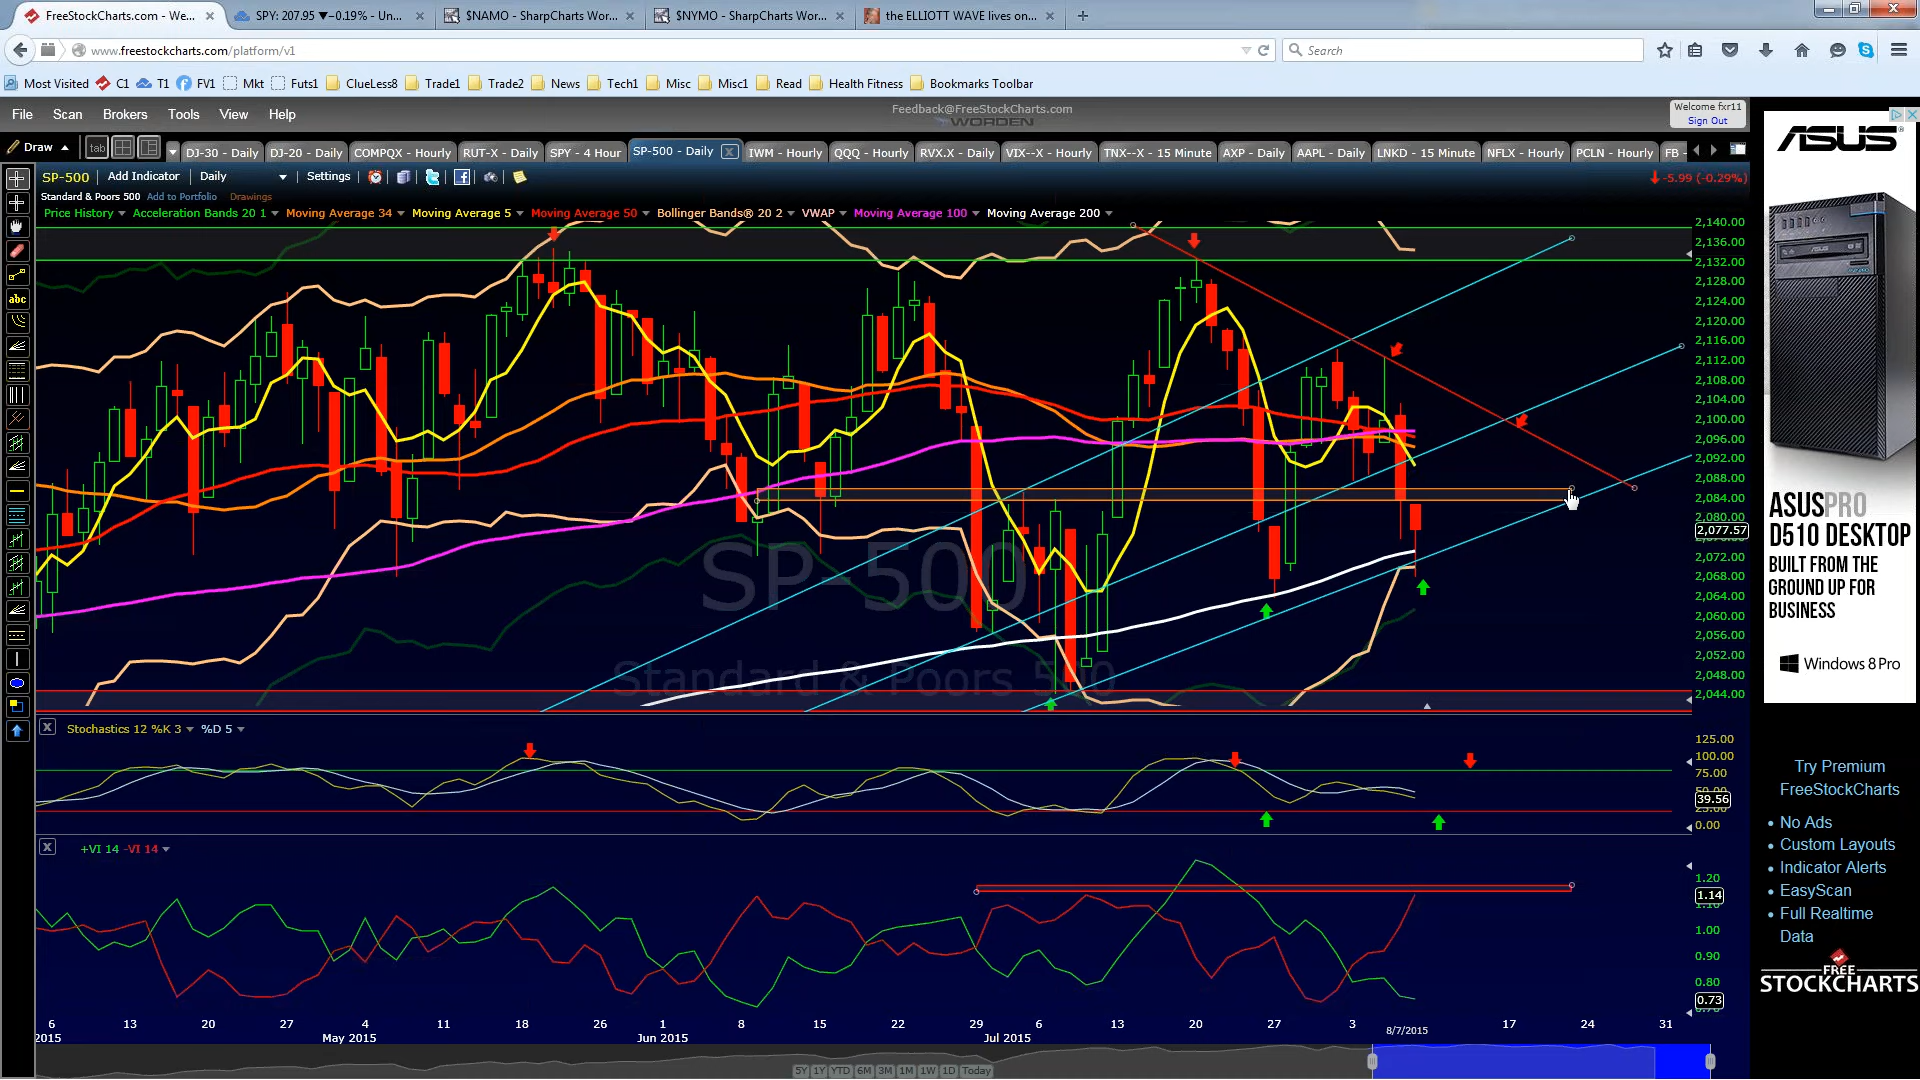 FreeStockCharts.com - We...
SPY: 207.95 ▼−0.19% - Un...
$NAMO - SharpCharts Wor...
$NYMO - SharpCharts Wor...
the ELLIOTT WAVE lives on...
www.freestockcharts.com/platform/v1
Search
Most Visited C1 T1 FV1 Mkt Futs1 ClueLess8 Trade1 Trade2 News Tech1 Misc Misc1 Read Health Fitness Bookmarks Toolbar
File Scan Brokers Tools View Help
Feedback@FreeStockCharts.com
WORDEN
Welcome fxr11
Sign Out
Draw tab DJ-30 - Daily DJ-20 - Daily COMPQX - Hourly RUT-X - Daily SPY - 4 Hour SP-500 - Daily IWM - Hourly QQQ - Hourly RVX.X - Daily VIX--X - Hourly TNX--X - 15 Minute AXP - Daily AAPL - Daily LNKD - 15 Minute NFLX - Hourly PCLN - Hourly FB -
SP-500 Add Indicator Daily Settings
-5.99 (-0.29%)
Standard & Poors 500 Add to Portfolio Drawings
Price History Acceleration Bands 20 1 Moving Average 34 Moving Average 5 Moving Average 50 Bollinger Bands® 20 2 VWAP Moving Average 100 Moving Average 200
abc
2,140.00
2,136.00
2,132.00
2,128.00
2,124.00
2,120.00
2,116.00
2,112.00
2,108.00
2,104.00
2,100.00
2,096.00
2,092.00
2,088.00
2,084.00
2,080.00
2,077.57
2,072.00
2,068.00
2,064.00
2,060.00
2,056.00
2,052.00
2,048.00
2,044.00
SP-500
Standard & Poors 500
X Stochastics 12 %K 3 %D 5
125.00
100.00
75.00
39.56
0.00
X +VI 14 -VI 14
1.20
1.14
1.00
0.90
0.80
0.73
6 13 20 27 4 11 18 26 1 8 15 22 29 6 13 20 27 3 8/7/2015 17 24 31
2015 May 2015 Jun 2015 Jul 2015
5Y 1Y YTD 6M 3M 1M 1W 1D Today
ASUS
ASUSPRO
D510 DESKTOP
BUILT FROM THE
GROUND UP FOR
BUSINESS
Windows 8 Pro
Try Premium
FreeStockCharts
• No Ads
• Custom Layouts
• Indicator Alerts
• EasyScan
• Full Realtime
Data
FREE
STOCKCHARTS